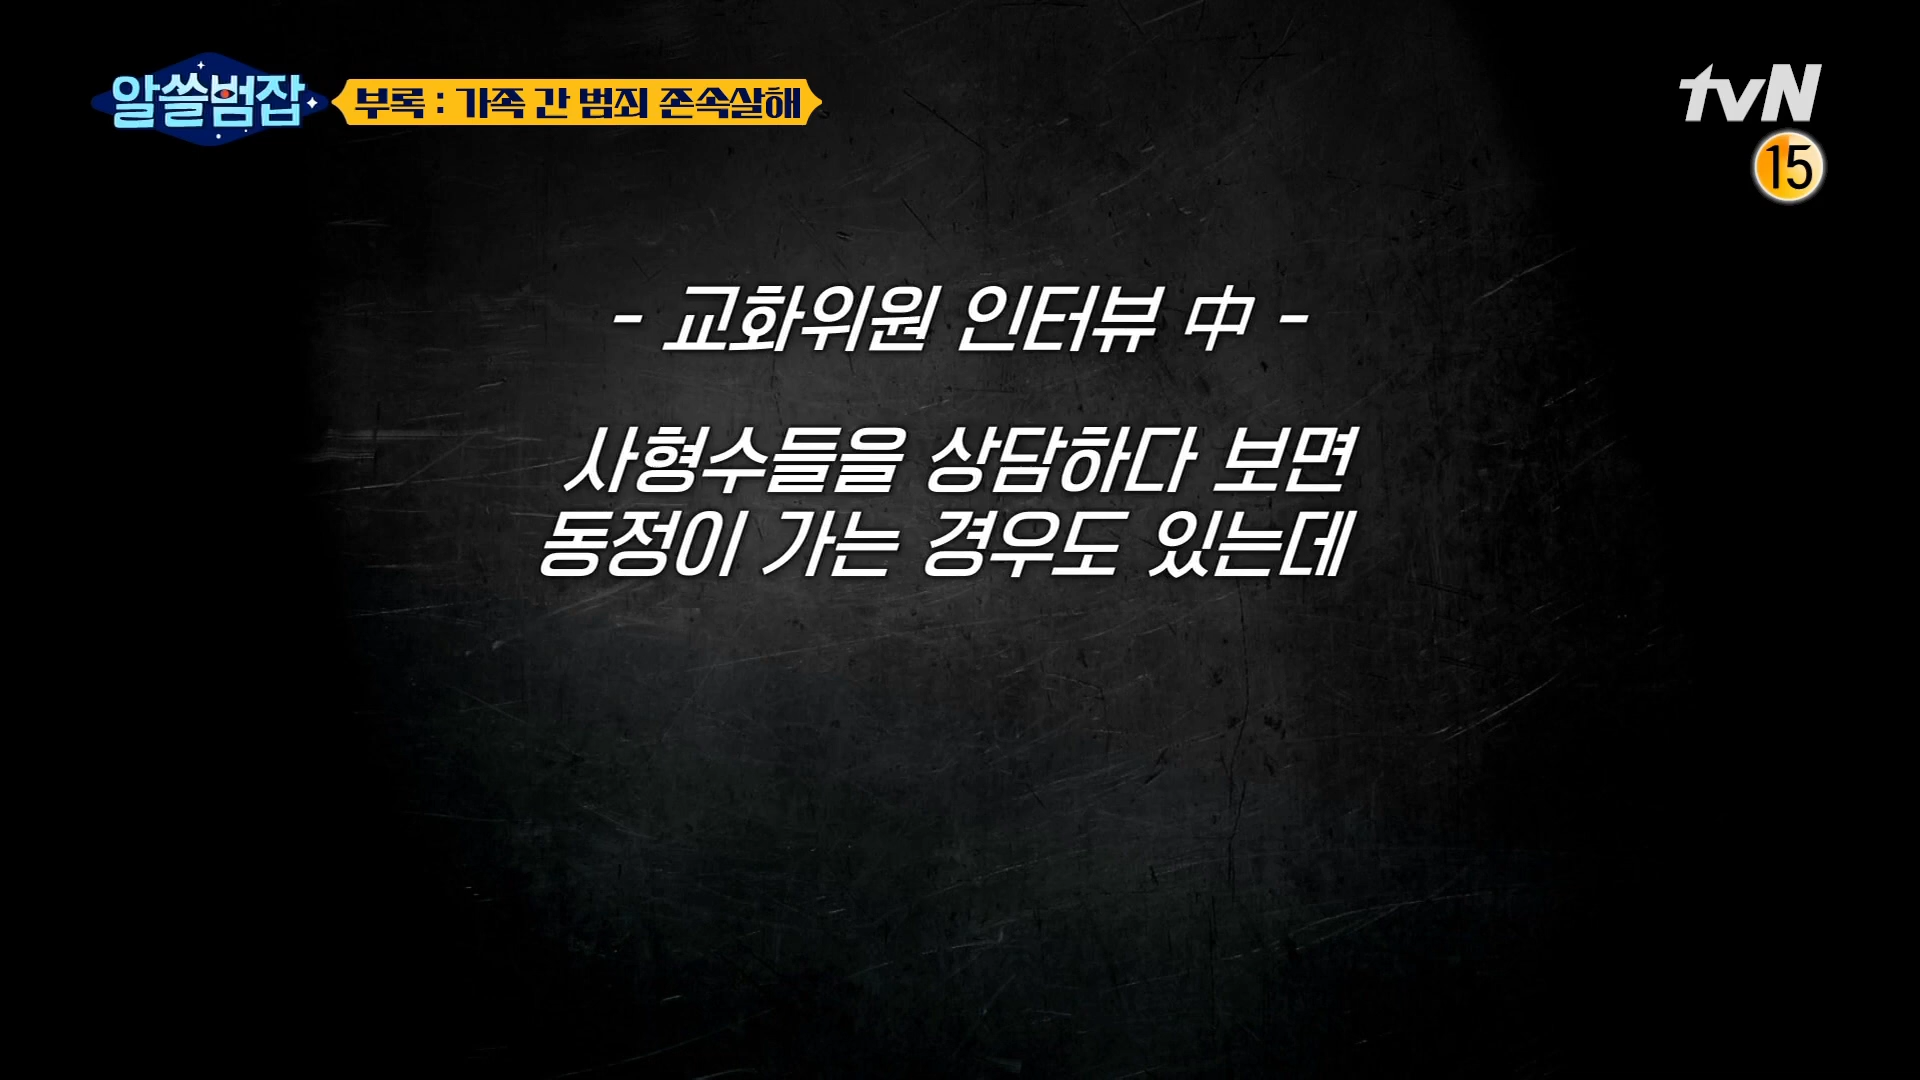 알쓸범잡
부록 : 가족 간 범죄 존속살해
tvN
15
- 교화위원 인터뷰 中 -
사형수들을 상담하다 보면
동정이 가는 경우도 있는데